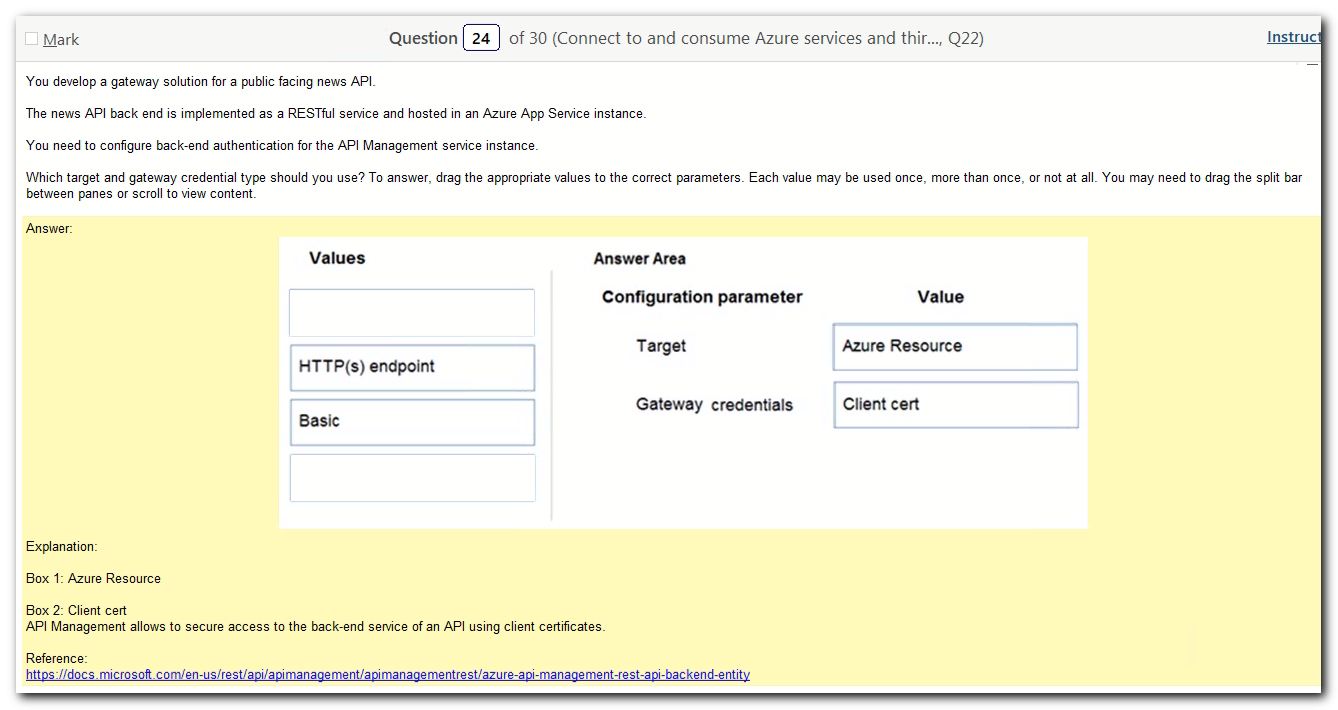 Mark
Question 24 of 30 (Connect to and consume Azure services and thir..., Q22)
Instruct
You develop a gateway solution for a public facing news API.
The news API back end is implemented as a RESTful service and hosted in an Azure App Service instance.
You need to configure back-end authentication for the API Management service instance.
Which target and gateway credential type should you use? To answer, drag the appropriate values to the correct parameters. Each value may be used once, more than once, or not at all. You may need to drag the split bar
between panes or scroll to view content.
Answer:
Values
HTTP(s) endpoint
Basic
Answer Area
Configuration parameter Value
Target Azure Resource
Gateway credentials Client cert
Explanation:
Box 1: Azure Resource
Box 2: Client cert
API Management allows to secure access to the back-end service of an API using client certificates.
Reference:
https://docs.microsoft.com/en-us/rest/api/apimanagement/apimanagementrest/azure-api-management-rest-api-backend-entity